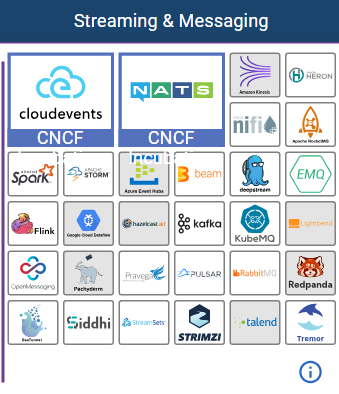 Streaming & Messaging
cloudevents
CNCF
NATS
CNCF
Amazon Kinesis
HERON
nifi
Apache RocketMQ
APACHE
Spark
APACHE
STORM
Azure Event Hubs
beam
deepstream
EMQ
Flink
Google Cloud Dataflow
hazelcast JET
kafka
KubeMQ
Lightbend
OpenMessaging
Pachyderm
Pravega
PULSAR
RabbitMQ
Redpanda
Siddhi
StreamSets
STRIMZI
talend
Tremor